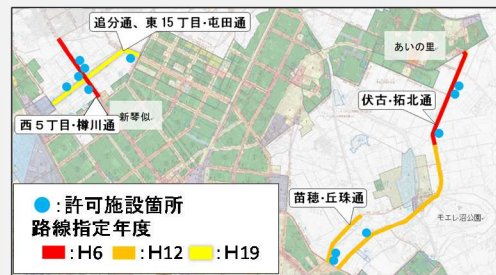 追分通、東15丁目・屯田通
あいの里
伏古・拓北通
新琴似
西5丁目・樽川通
苗穂・丘珠通
モエレ沼公園
●:許可施設箇所
路線指定年度
:H6 :H12 :H19